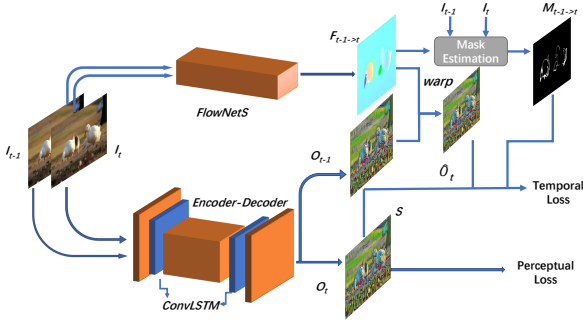 I_{t-1} I_t M_{t-1->t}
F_{t-1->t}
Mask
Estimation
FlowNetS
warp
I_{t-1} I_t
O_{t-1}
Ô_t
Encoder-Decoder
Temporal
Loss
S
Perceptual
Loss
O_t
ConvLSTM